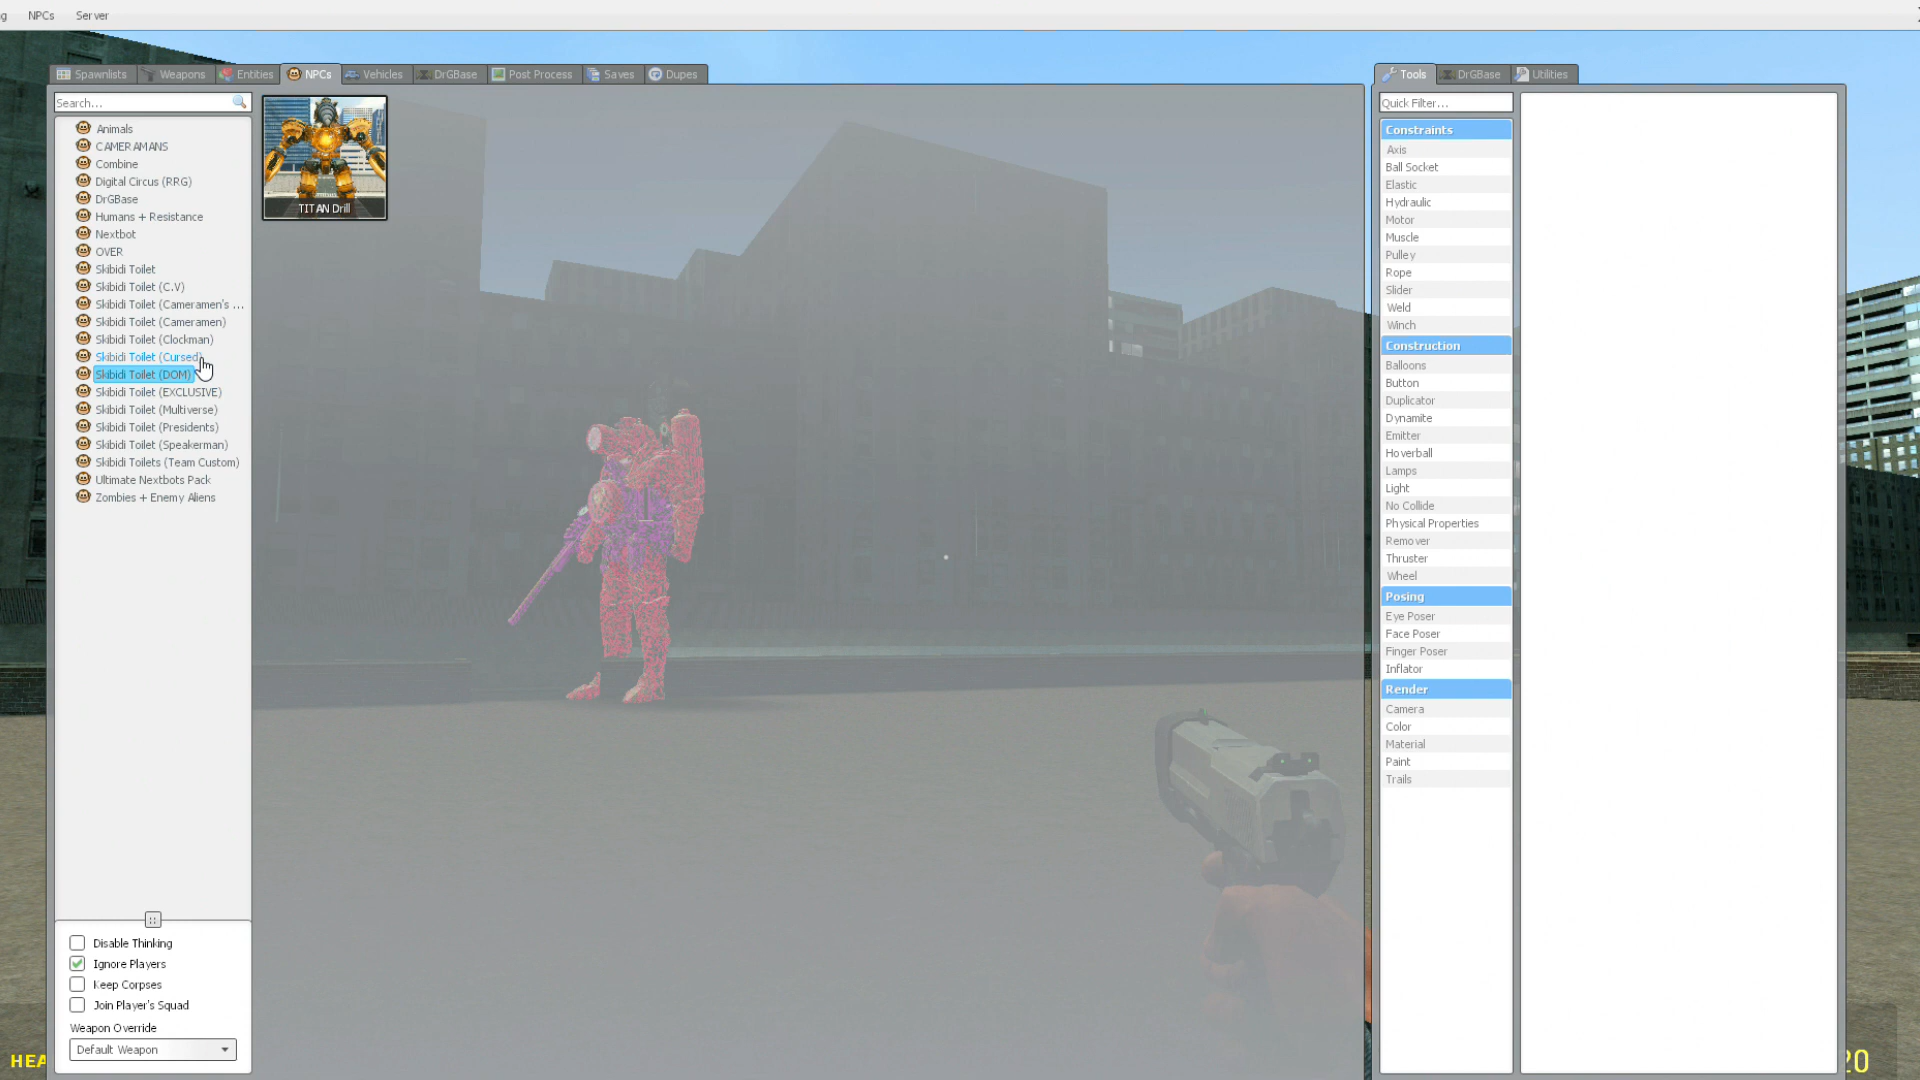 g NPCs Server
Spawnlists Weapons Entities NPCs Vehicles DrGBase Post Process Saves Dupes
Search...
Animals
CAMERAMANS
Combine
Digital Circus (RRG)
DrGBase
Humans + Resistance
Nextbot
OVER
Skibidi Toilet
Skibidi Toilet (C.V)
Skibidi Toilet (Cameramen's ...
Skibidi Toilet (Cameramen)
Skibidi Toilet (Clockman)
Skibidi Toilet (Cursed)
Skibidi Toilet (DOM)
Skibidi Toilet (EXCLUSIVE)
Skibidi Toilet (Multiverse)
Skibidi Toilet (Presidents)
Skibidi Toilet (Speakerman)
Skibidi Toilets (Team Custom)
Ultimate Nextbots Pack
Zombies + Enemy Aliens
Disable Thinking
Ignore Players
Keep Corpses
Join Player's Squad
Weapon Override
Default Weapon
HEA
TITAN Drill
Tools DrGBase Utilities
Quick Filter...
Constraints
Axis
Ball Socket
Elastic
Hydraulic
Motor
Muscle
Pulley
Rope
Slider
Weld
Winch
Construction
Balloons
Button
Duplicator
Dynamite
Emitter
Hoverball
Lamps
Light
No Collide
Physical Properties
Remover
Thruster
Wheel
Posing
Eye Poser
Face Poser
Finger Poser
Inflator
Render
Camera
Color
Material
Paint
Trails
20